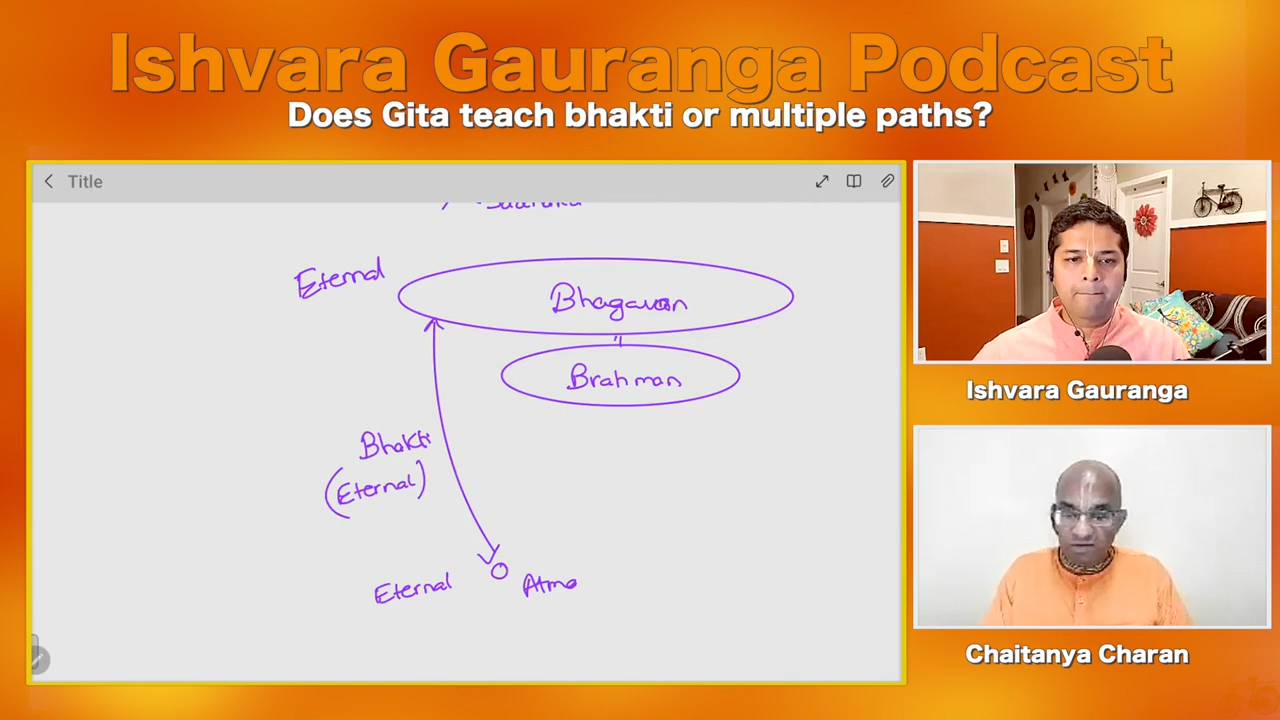 Ishvara Gauranga Podcast
Does Gita teach bhakti or multiple paths?
Title
Eternal
Bhagavan
Brahman
Bhakti
(Eternal)
Eternal
Atma
Ishvara Gauranga
Chaitanya Charan